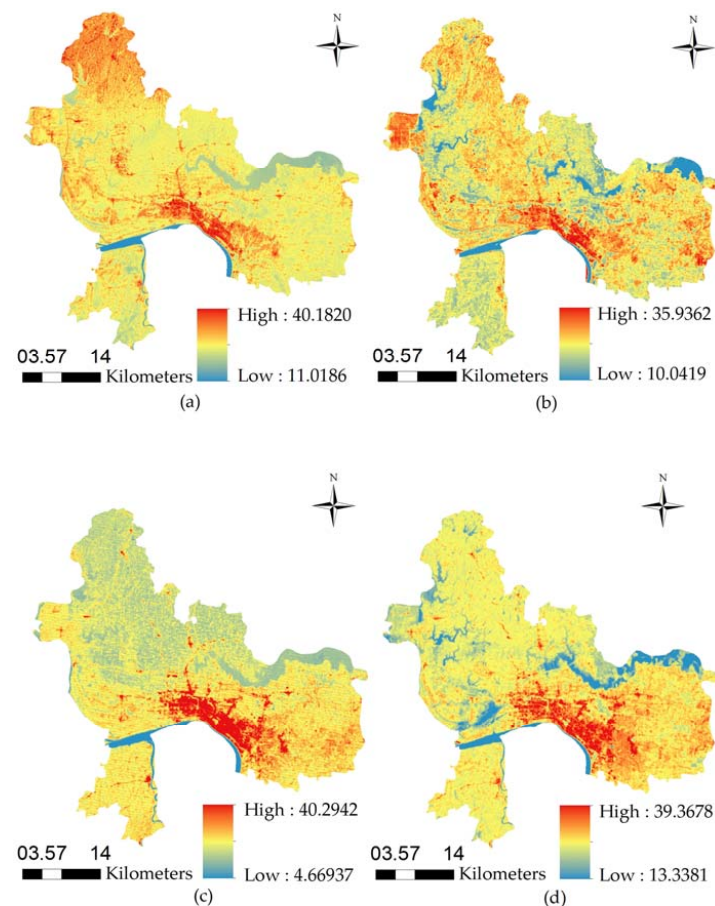 N
N
High : 40.1820
Low : 11.0186
03.57 14
Kilometers
(a)
High : 35.9362
Low : 10.0419
03.57 14
Kilometers
(b)
N
N
High : 40.2942
Low : 4.66937
03.57 14
Kilometers
(c)
High : 39.3678
Low : 13.3381
03.57 14
Kilometers
(d)